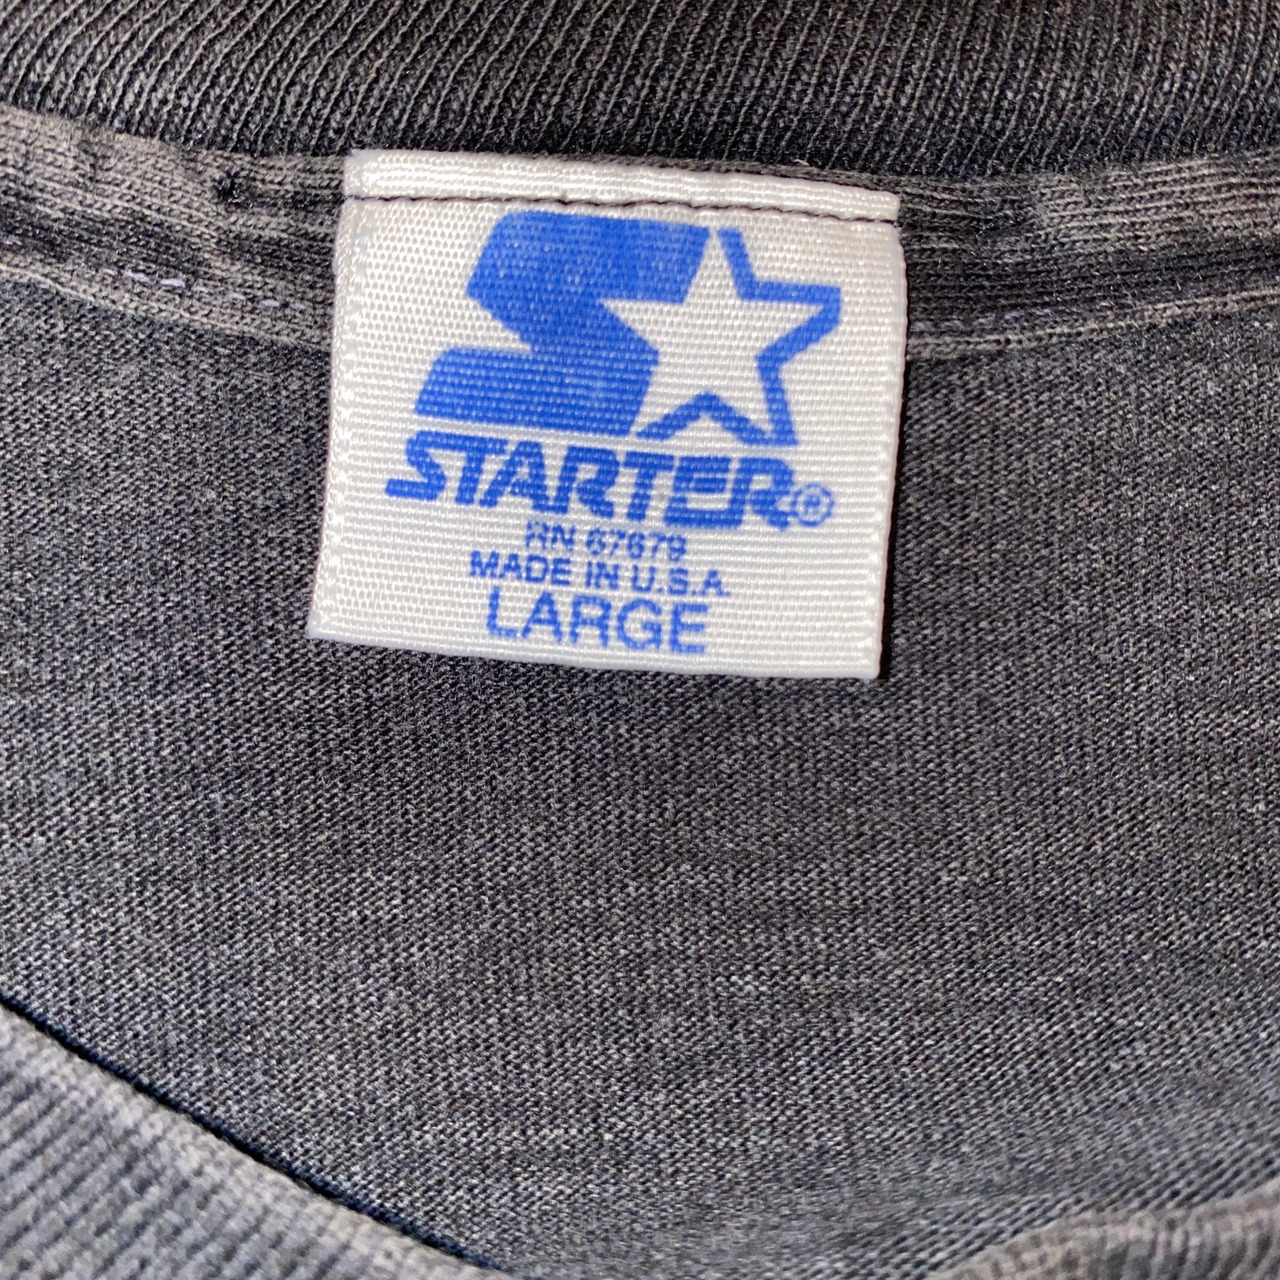 STARTER®
RN 67679
MADE IN U.S.A.
LARGE